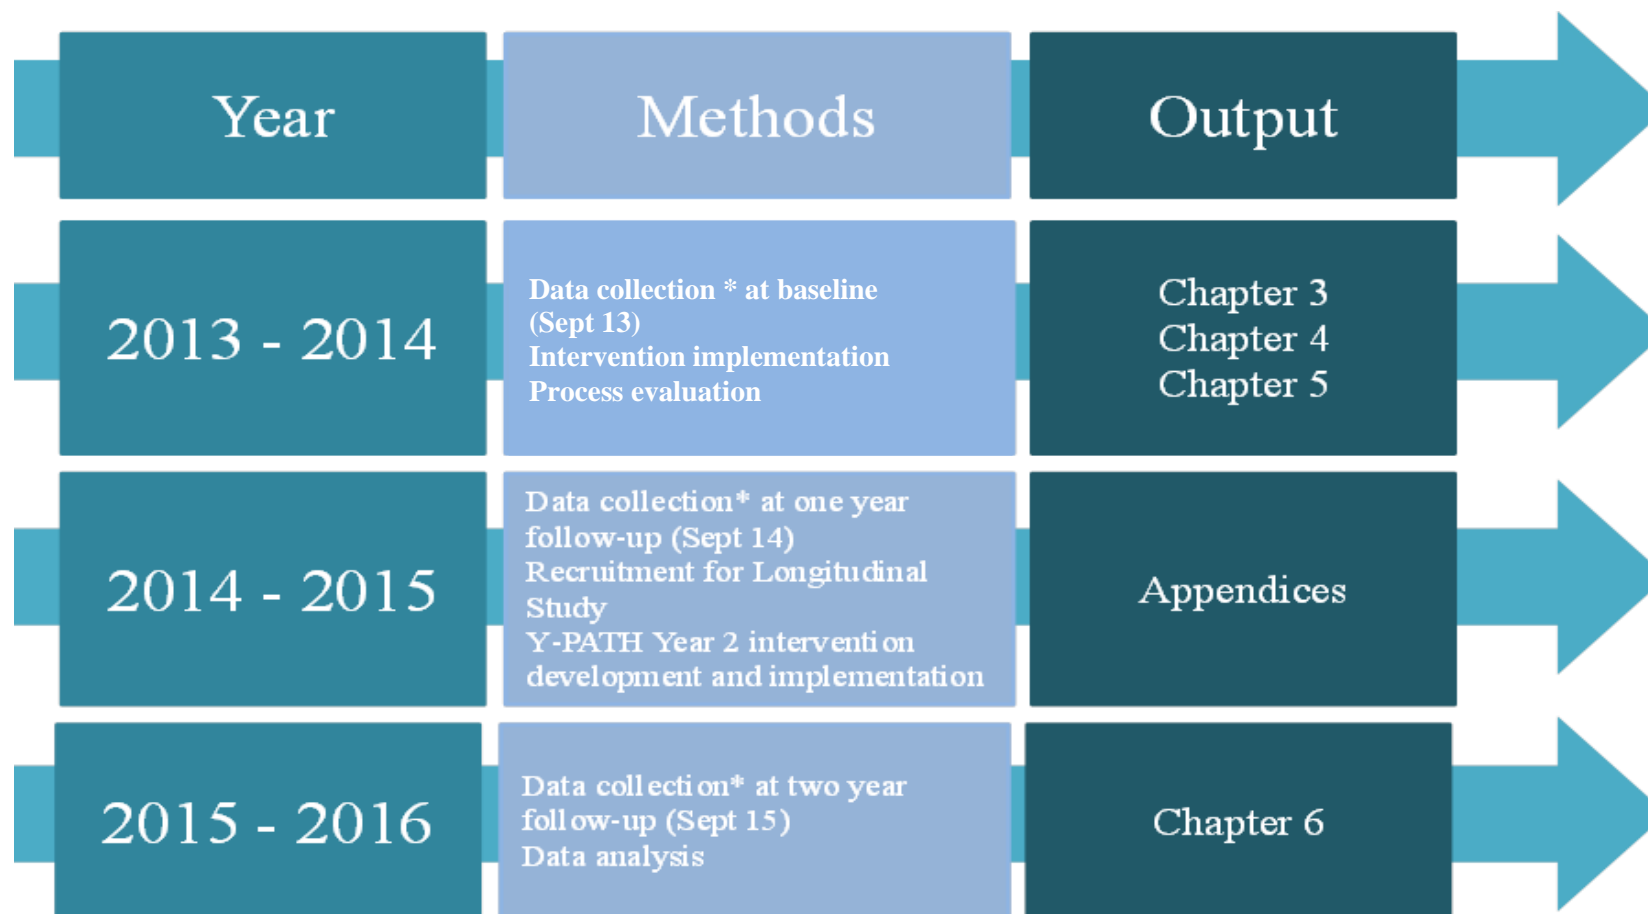 Year
Methods
Output
2013 - 2014
Data collection * at baseline
(Sept 13)
Intervention implementation
Process evaluation
Chapter 3
Chapter 4
Chapter 5
2014 - 2015
Data collection* at one year
follow-up (Sept 14)
Recruitment for Longitudinal
Study
Y-PATH Year 2 intervention
development and implementation
Appendices
2015 - 2016
Data collection* at two year
follow-up (Sept 15)
Data analysis
Chapter 6